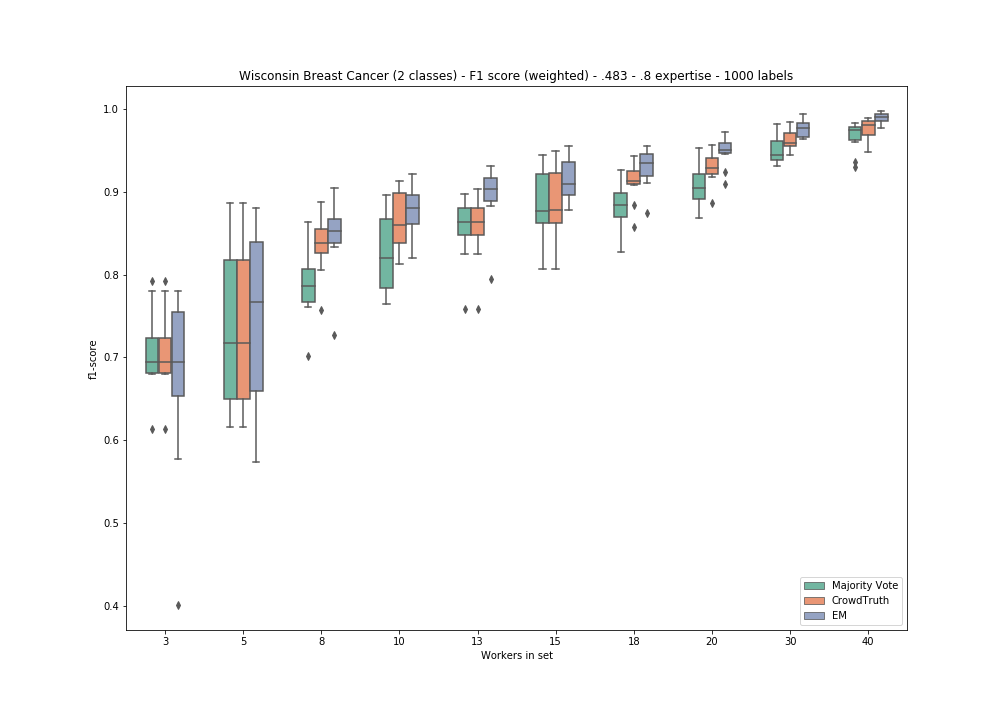 Wisconsin Breast Cancer (2 classes) - F1 score (weighted) - .483 - .8 expertise - 1000 labels
1.0
0.9
0.8
0.7
0.6
0.5
0.4
f1-score
3 5 8 10 13 15 18 20 30 40
Workers in set
Majority Vote
CrowdTruth
EM